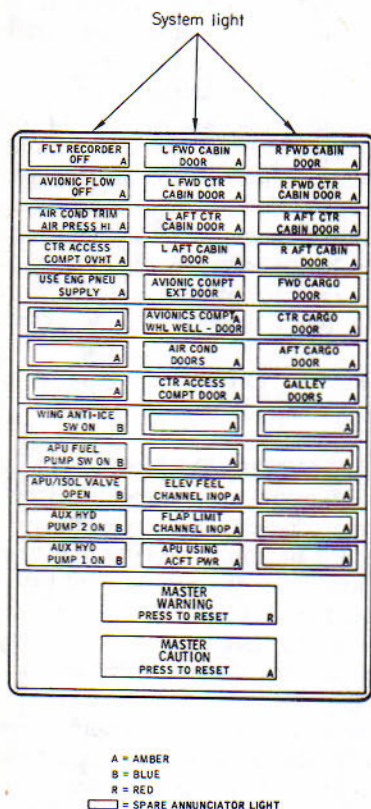 System light
FLT RECORDER
OFF A
L FWD CABIN
DOOR A
R FWD CABIN
DOOR A
AVIONIC FLOW
OFF A
L FWD CTR
CABIN DOOR A
R FWD CTR
CABIN DOOR A
AIR COND TRIM
AIR PRESS HI A
L AFT CTR
CABIN DOOR A
R AFT CTR
CABIN DOOR A
CTR ACCESS
COMPT OVHT A
L AFT CABIN
DOOR A
R AFT CABIN
DOOR A
USE ENG PNEU
SUPPLY A
AVIONIC COMPT
EXT DOOR A
FWD CARGO
DOOR A
A
AVIONICS COMPT A
WHL WELL - DOOR
CTR CARGO
DOOR A
A
AIR COND
DOORS A
AFT CARGO
DOOR A
A
CTR ACCESS
COMPT DOOR A
GALLEY
DOORS A
WING ANTI-ICE
SW ON B
A
A
APU FUEL
PUMP SW ON B
A
A
APU/ISOL VALVE
OPEN B
ELEV FEEL
CHANNEL INOP A
A
AUX HYD
PUMP 2 ON B
FLAP LIMIT
CHANNEL INOP A
A
AUX HYD
PUMP 1 ON B
APU USING
ACFT PWR A
A
MASTER
WARNING
PRESS TO RESET R
MASTER
CAUTION
PRESS TO RESET A
A = AMBER
B = BLUE
R = RED
= SPARE ANNUNCIATOR LIGHT